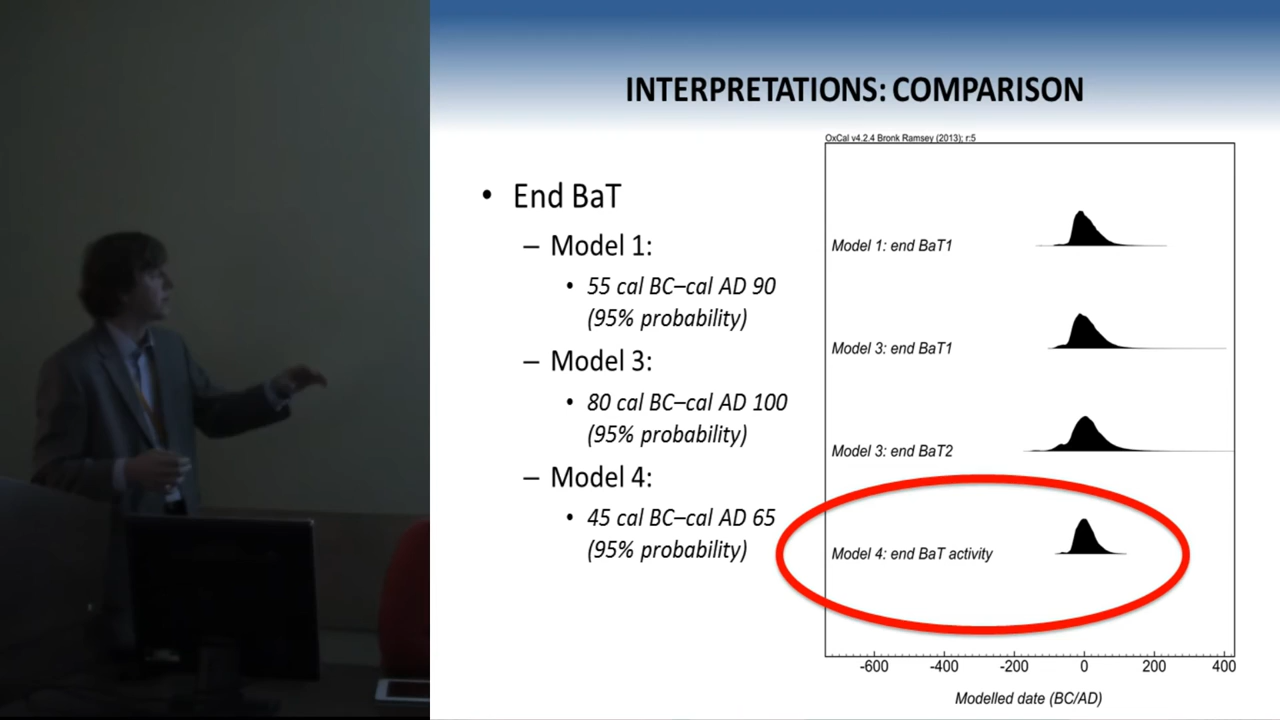 INTERPRETATIONS: COMPARISON
• End BaT
– Model 1:
• 55 cal BC–cal AD 90
(95% probability)
– Model 3:
• 80 cal BC–cal AD 100
(95% probability)
– Model 4:
• 45 cal BC–cal AD 65
(95% probability)
OxCal v4.2.4 Bronk Ramsey (2013); r:5
Model 1: end BaT1
Model 3: end BaT1
Model 3: end BaT2
Model 4: end BaT activity
-600 -400 -200 0 200 400
Modelled date (BC/AD)